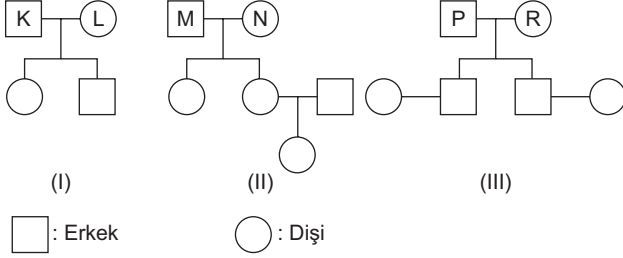 K L M N P R
(I) (II) (III)
: Erkek : Dişi